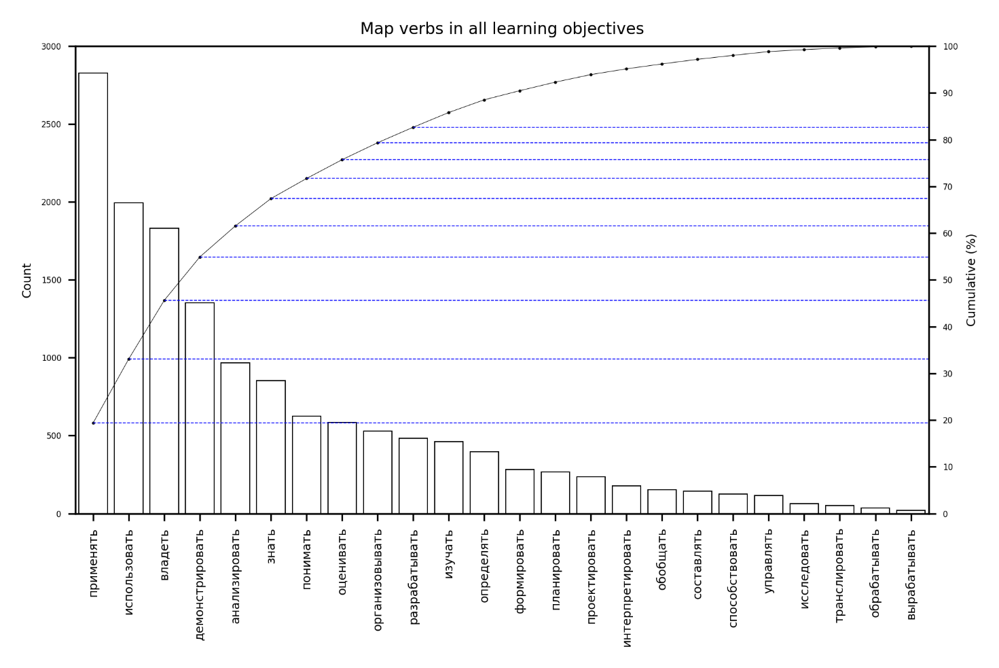 Map verbs in all learning objectives
3000
2500
2000
1500
1000
500
0
Count
100
90
80
70
60
50
40
30
20
10
0
Cumulative (%)
применять
использовать
владеть
демонстрировать
анализировать
знать
понимать
оценивать
организовывать
разрабатывать
изучать
определять
формировать
планировать
проектировать
интерпретировать
обобщать
составлять
способствовать
управлять
исследовать
транслировать
обрабатывать
вырабатывать